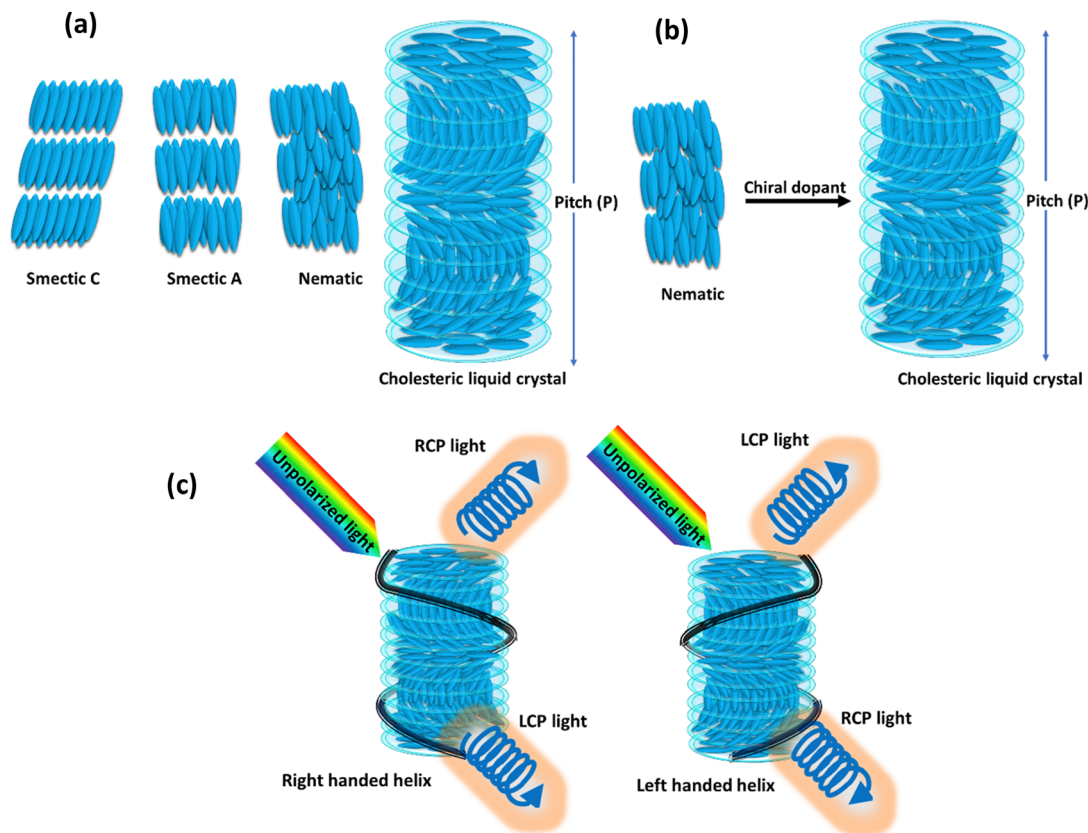 (a)
Smectic C
Smectic A
Nematic
Pitch (P)
Cholesteric liquid crystal
(b)
Nematic
Chiral dopant
Pitch (P)
Cholesteric liquid crystal
(c)
Unpolarized light
RCP light
LCP light
Right handed helix
Unpolarized light
LCP light
RCP light
Left handed helix